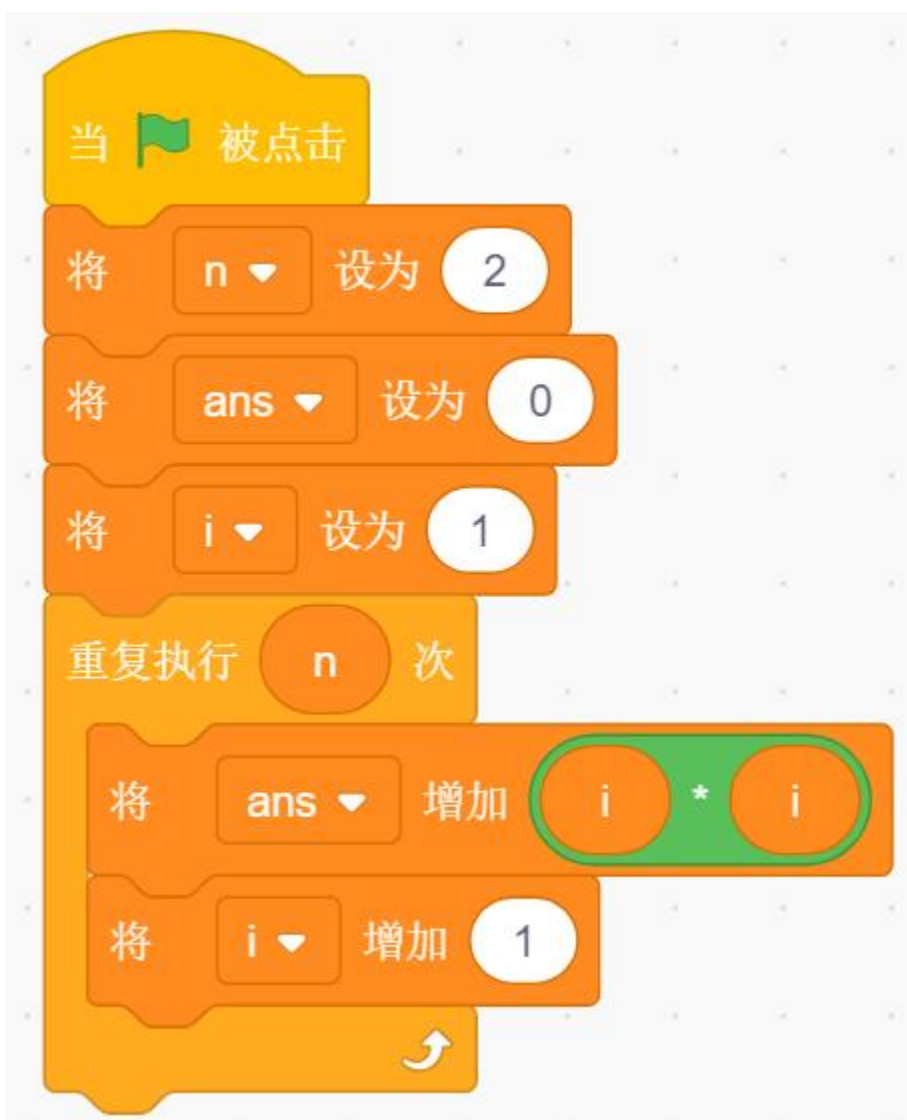 当 被点击
将 n 设为 2
将 ans 设为 0
将 i 设为 1
重复执行 n 次
将 ans 增加 i * i
将 i 增加 1